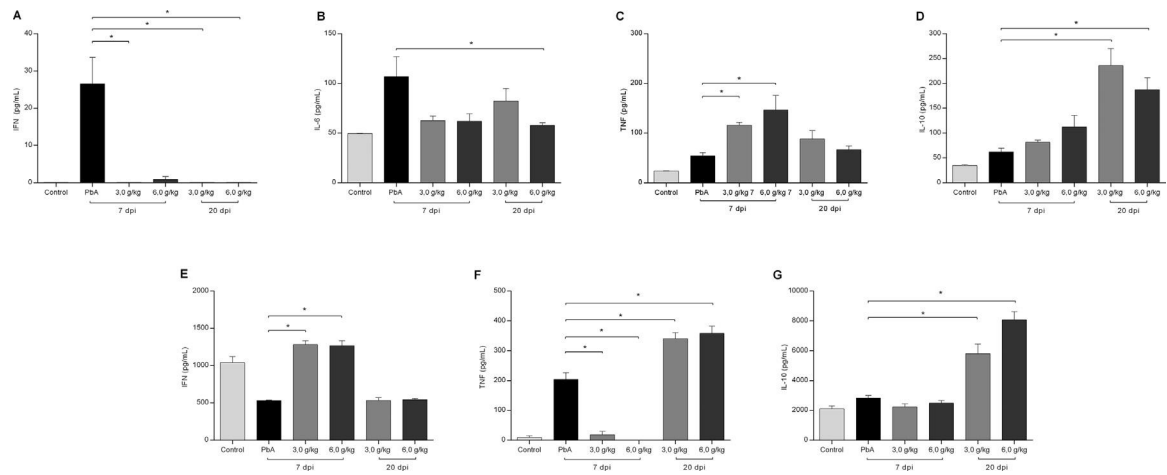 A
*
*
*
IFN
(pg/mL)
40
30
20
10
0
Control PbA 3,0 g/kg 6,0 g/kg 3,0 g/kg 6,0 g/kg
7 dpi 20 dpi
B
*
IL-6
(pg/mL)
150
100
50
0
Control PbA 3,0 g/kg 6,0 g/kg 3,0 g/kg 6,0 g/kg
7 dpi 20 dpi
C
*
*
TNF
(pg/mL)
300
200
100
0
Control PbA 3,0 g/kg 7 6,0 g/kg 7 3,0 g/kg 6,0 g/kg
7 dpi 20 dpi
D
*
*
IL-10
(pg/mL)
300
250
200
150
100
50
0
Control PbA 3,0 g/kg 6,0 g/kg 3,0 g/kg 6,0 g/kg
7 dpi 20 dpi
E
*
*
IFN
(pg/mL)
2000
1500
1000
500
0
Control PbA 3,0 g/kg 6,0 g/kg 3,0 g/kg 6,0 g/kg
7 dpi 20 dpi
F
*
*
*
*
TNF
(pg/mL)
500
400
300
200
100
0
Control PbA 3,0 g/kg 6,0 g/kg 3,0 g/kg 6,0 g/kg
7 dpi 20 dpi
G
*
*
IL-10
(pg/mL)
10000
8000
6000
4000
2000
0
Control PbA 3,0 g/kg 6,0 g/kg 3,0 g/kg 6,0 g/kg
7 dpi 20 dpi